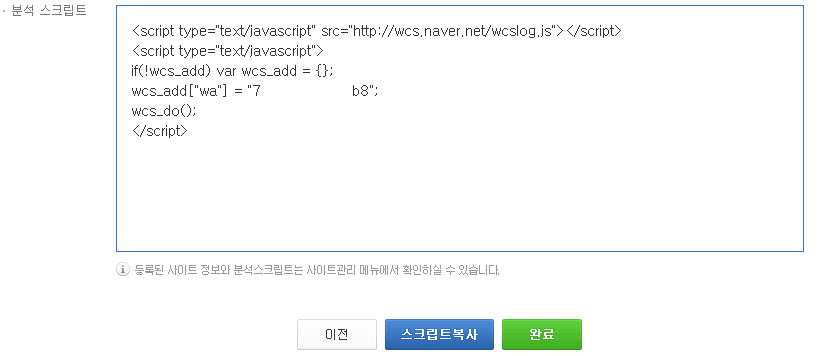 · 분석 스크립트
<script type="text/javascript" src="http://wcs.naver.net/wcslog.js"></script>
<script type="text/javascript">
if(!wcs_add) var wcs_add = {};
wcs_add["wa"] = "7 b8";
wcs_do();
</script>
등록된 사이트 정보와 분석스크립트는 사이트관리 메뉴에서 확인하실 수 있습니다.
이전 스크립트복사 완료